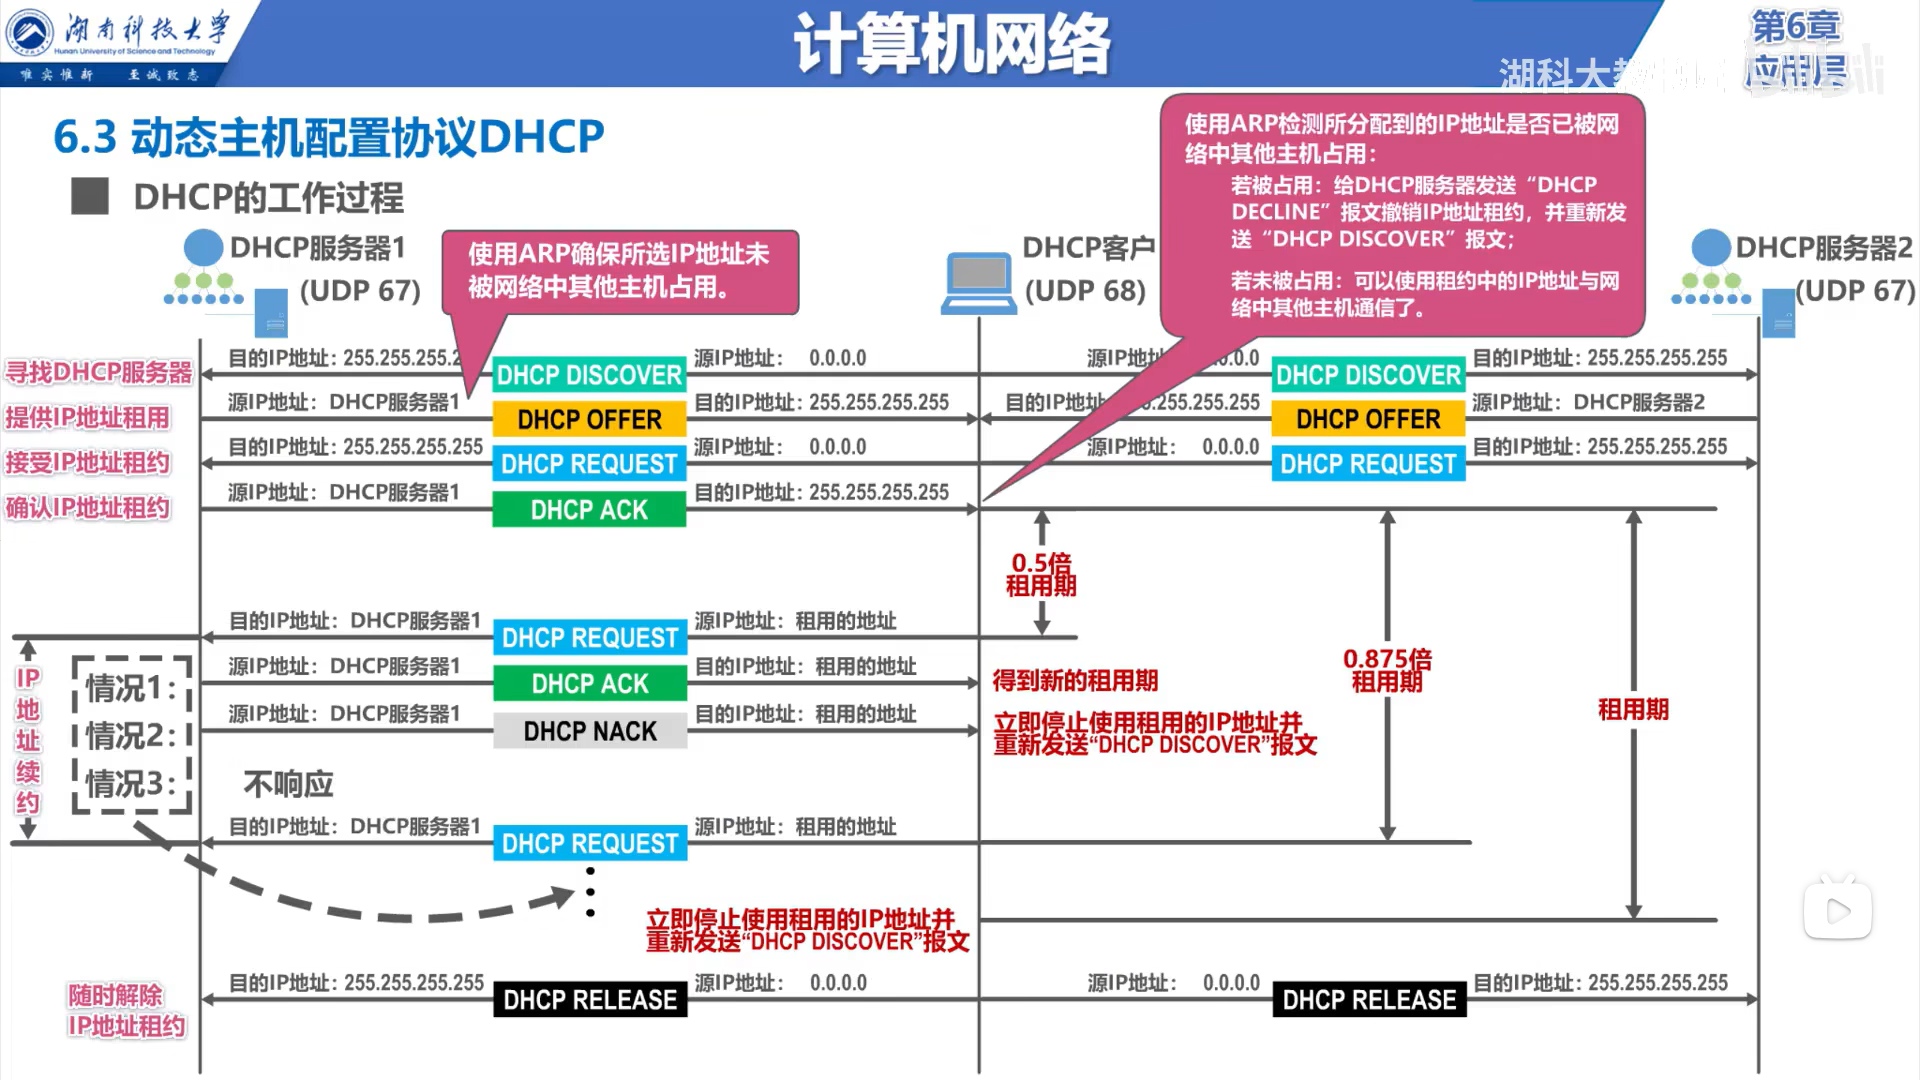 湖南科技大学
Hunan University of Science and Technology
唯实惟新 至诚致志
计算机网络
第6章
应用层
湖科大教
6.3 动态主机配置协议DHCP
DHCP的工作过程
使用ARP检测所分配到的IP地址是否已被网
络中其他主机占用：
若被占用：给DHCP服务器发送“DHCP
DECLINE”报文撤销IP地址租约，并重新发
送“DHCP DISCOVER”报文；
若未被占用：可以使用租约中的IP地址与网
络中其他主机通信了。
DHCP服务器1
(UDP 67)
使用ARP确保所选IP地址未
被网络中其他主机占用。
DHCP客户
(UDP 68)
DHCP服务器2
(UDP 67)
寻找DHCP服务器
目的IP地址: 255.255.255.2
DHCP DISCOVER
源IP地址: 0.0.0.0
源IP地 .0.0
DHCP DISCOVER
目的IP地址: 255.255.255.255
提供IP地址租用
源IP地址: DHCP服务器1
DHCP OFFER
目的IP地址: 255.255.255.255
目的IP地址 .255.255.255
DHCP OFFER
源IP地址: DHCP服务器2
接受IP地址租约
目的IP地址: 255.255.255.255
DHCP REQUEST
源IP地址: 0.0.0.0
源IP地址: 0.0.0.0
DHCP REQUEST
目的IP地址: 255.255.255.255
确认IP地址租约
源IP地址: DHCP服务器1
DHCP ACK
目的IP地址: 255.255.255.255
0.5倍
租用期
目的IP地址: DHCP服务器1
DHCP REQUEST
源IP地址: 租用的地址
0.875倍
租用期
租用期
IP地址续约
情况1:
源IP地址: DHCP服务器1
DHCP ACK
目的IP地址: 租用的地址
得到新的租用期
情况2:
源IP地址: DHCP服务器1
DHCP NACK
目的IP地址: 租用的地址
立即停止使用租用的IP地址并
重新发送“DHCP DISCOVER”报文
情况3:
不响应
目的IP地址: DHCP服务器1
DHCP REQUEST
源IP地址: 租用的地址
立即停止使用租用的IP地址并
重新发送“DHCP DISCOVER”报文
随时解除
IP地址租约
目的IP地址: 255.255.255.255
DHCP RELEASE
源IP地址: 0.0.0.0
源IP地址: 0.0.0.0
DHCP RELEASE
目的IP地址: 255.255.255.255